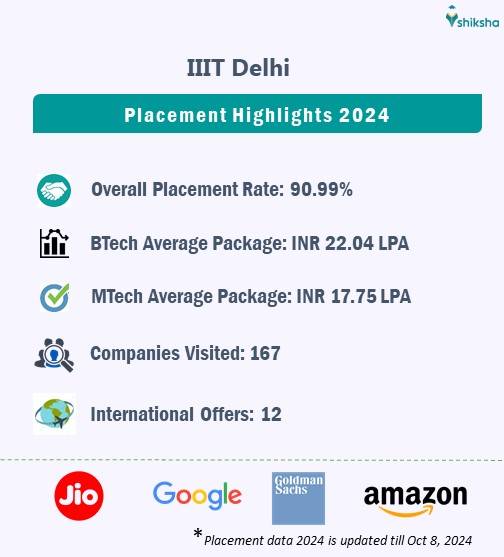 shiksha
IIIT Delhi
Placement Highlights 2024
Overall Placement Rate: 90.99%
BTech Average Package: INR 22.04 LPA
MTech Average Package: INR 17.75 LPA
Companies Visited: 167
International Offers: 12
Jio
Google
Goldman
Sachs
amazon
*Placement data 2024 is updated till Oct 8, 2024